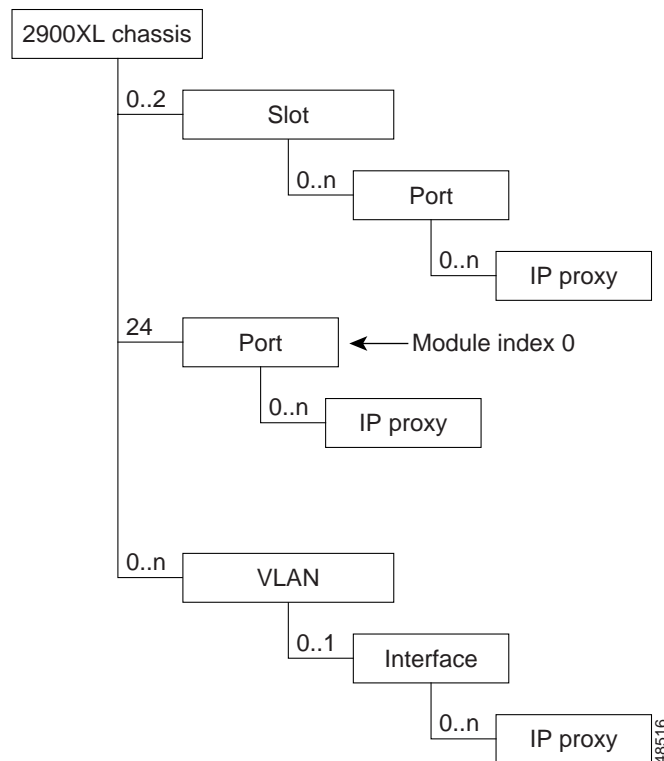 2900XL chassis
0..2
Slot
0..n
Port
0..n
IP proxy
24
Port
Module index 0
0..n
IP proxy
0..n
VLAN
0..1
Interface
0..n
IP proxy
48516